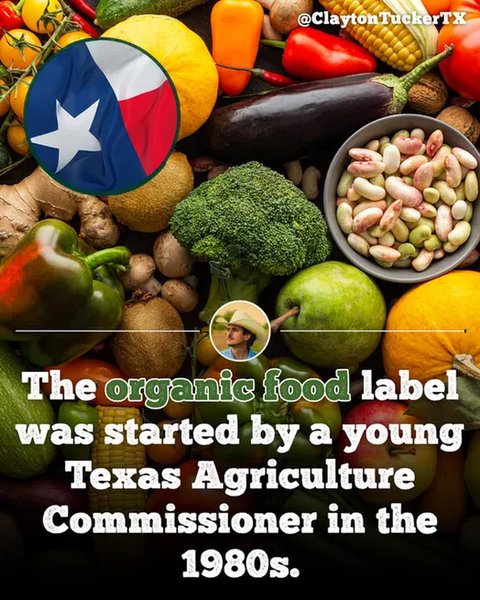 @ClaytonTuckerTX
The organic food label
was started by a young
Texas Agriculture
Commissioner in the
1980s.